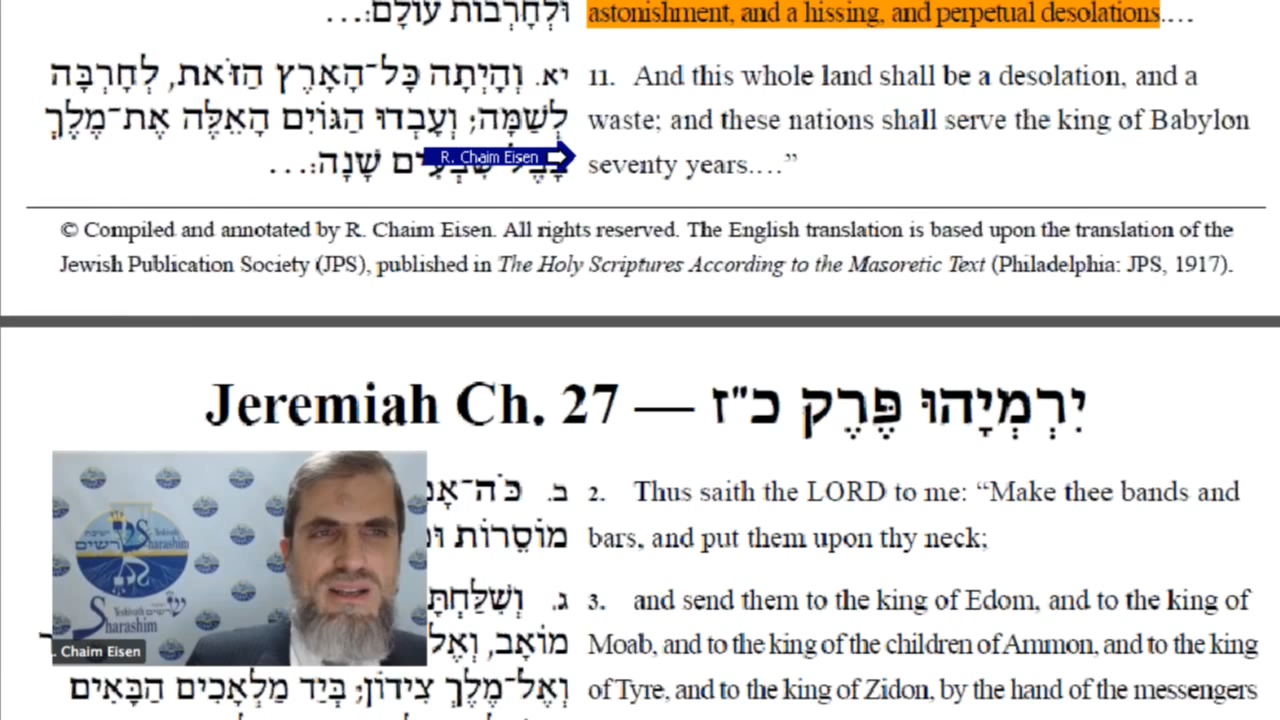 וּלְחָרְבוֹת עוֹלָם:...
astonishment, and a hissing, and perpetual desolations....
יא. וְהָיְתָה כָּל־הָאָרֶץ הַזֹּאת, לְחָרְבָּה
לְשַׁמָּה; וְעָבְדוּ הַגּוֹיִם הָאֵלֶּה אֶת־מֶלֶךְ
שָׁנָה:...
11. And this whole land shall be a desolation, and a
waste; and these nations shall serve the king of Babylon
seventy years....”
R. Chaim Eisen
© Compiled and annotated by R. Chaim Eisen. All rights reserved. The English translation is based upon the translation of the
Jewish Publication Society (JPS), published in The Holy Scriptures According to the Masoretic Text (Philadelphia: JPS, 1917).
Jeremiah Ch. 27 — יִרְמְיָהוּ פֶּרֶק כ"ז
ב. כֹּה־
מוֹסֵרוֹת
2. Thus saith the LORD to me: “Make thee bands and
bars, and put them upon thy neck;
ג.
מוֹאָב,
וְאֶל־מֶלֶךְ צִידוֹן; בְּיַד מַלְאָכִים הַבָּאִים
3. and send them to the king of Edom, and to the king of
Moab, and to the king of the children of Ammon, and to the king
of Tyre, and to the king of Zidon, by the hand of the messengers
Yeshivath
Sharashim
ישיבת
שרשים
Yeshivath
Sharashim
Chaim Eisen